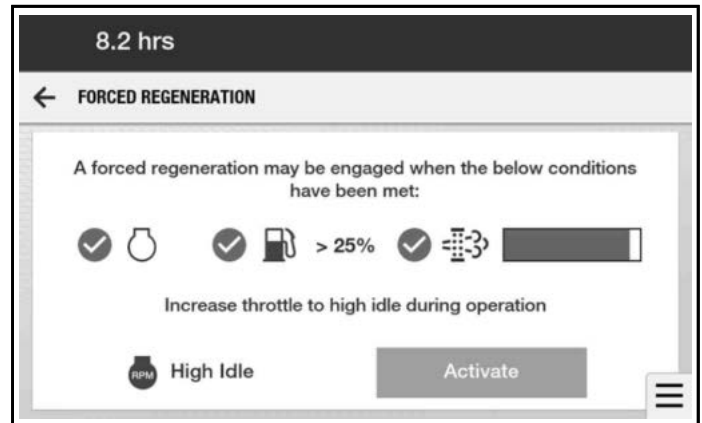 8.2 hrs
FORCED REGENERATION
A forced regeneration may be engaged when the below conditions
have been met:
> 25%
Increase throttle to high idle during operation
RPM High Idle Activate